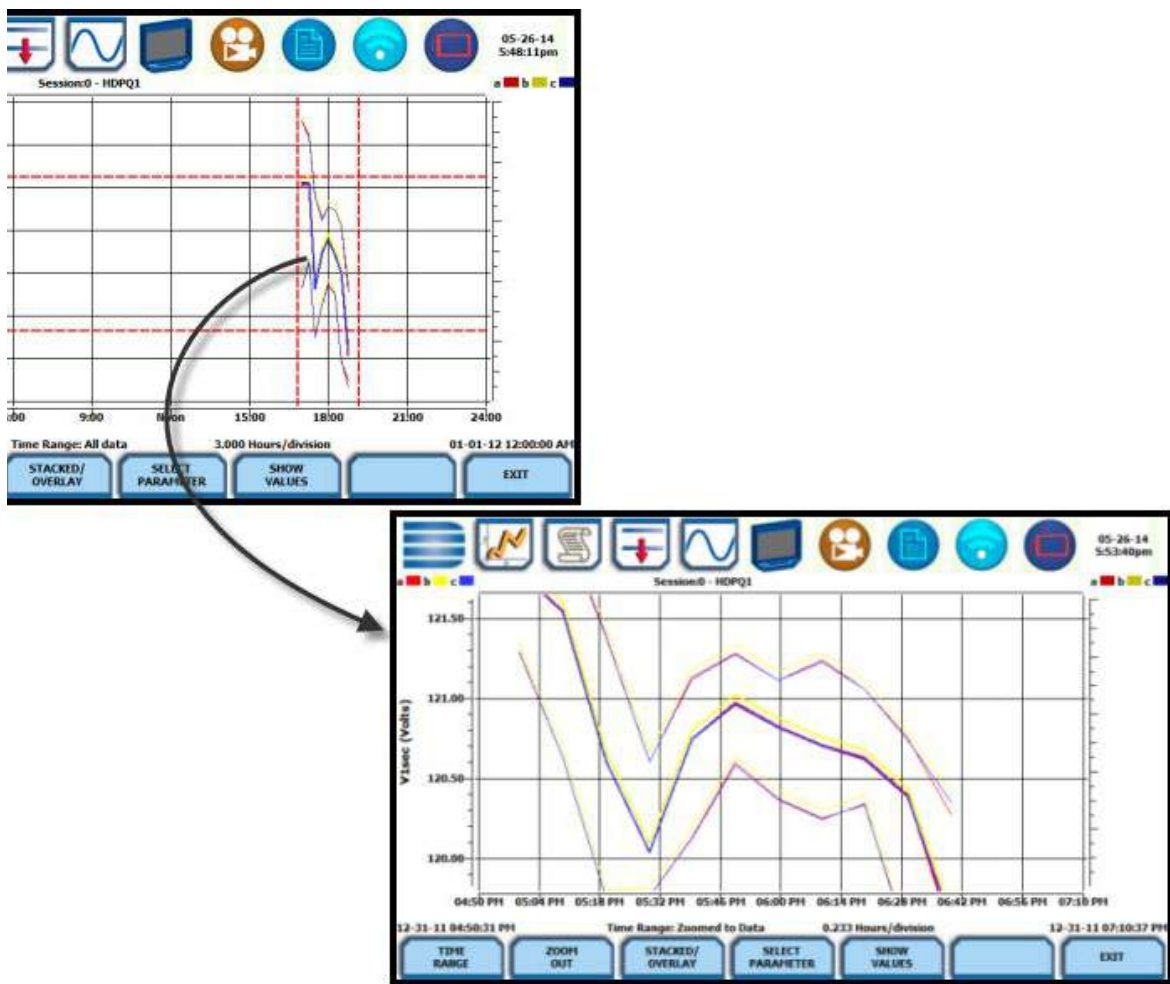 05-26-14
5:48:11pm
Session:0 - HDPQ1
a b c
:00 9:00 Noon 15:00 18:00 21:00 24:00
Time Range: All data 3.000 Hours/division 01-01-12 12:00:00 AM
STACKED/
OVERLAY
SELECT
PARAMETER
SHOW
VALUES
EXIT
05-26-14
5:53:40pm
a b c Session:0 - HDPQ1 a b c
V1sec (Volts)
121.50
121.00
120.50
120.00
04:50 PM 05:04 PM 05:18 PM 05:32 PM 05:46 PM 06:00 PM 06:14 PM 06:28 PM 06:42 PM 06:56 PM 07:10 PM
12-31-11 04:50:31 PM Time Range: Zoomed to Data 0.233 Hours/division 12-31-11 07:10:37 PM
TIME
RANGE
ZOOM
OUT
STACKED/
OVERLAY
SELECT
PARAMETER
SHOW
VALUES
EXIT